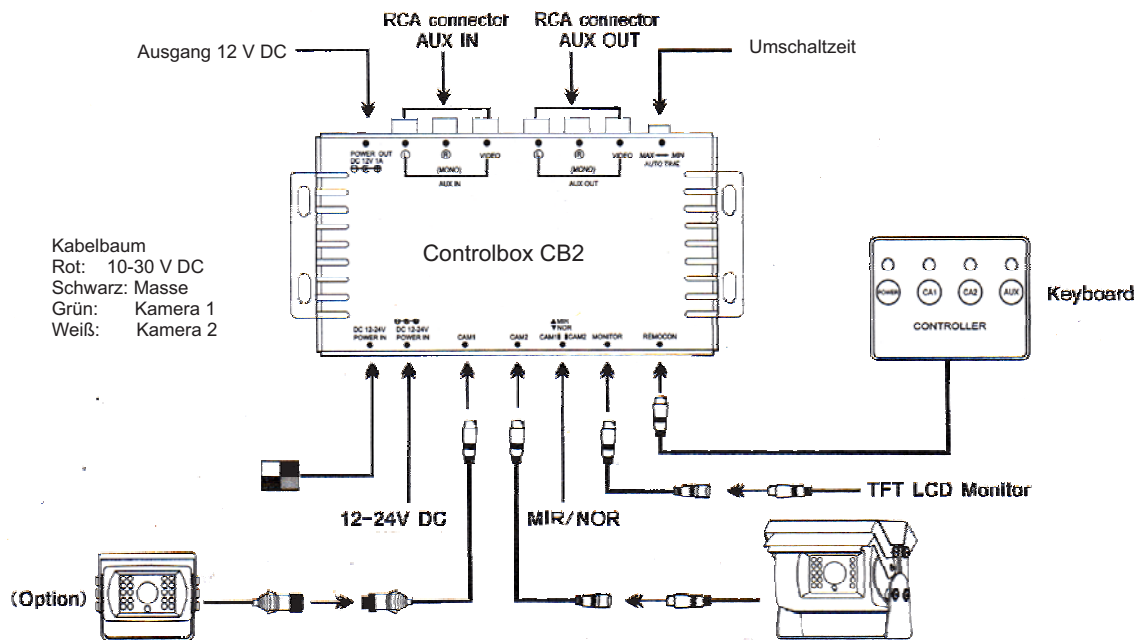 RCA connector
AUX IN
RCA connector
AUX OUT
Ausgang 12 V DC
Umschaltzeit
POWER OUT
DC 12V 1A
L
R
VIDEO
(MONO)
AUX IN
L
R
VIDEO
(MONO)
AUX OUT
MAX MIN
AUTO TIME
Controlbox CB2
Kabelbaum
Rot: 10-30 V DC
Schwarz: Masse
Grün: Kamera 1
Weiß: Kamera 2
DC 12-24V
POWER IN
DC 12-24V
POWER IN
CAM1
CAM2
▲MIR
▼NOR
CAM1 CAM2
MONITOR
REMOCON
POWER
CA1
CA2
AUX
CONTROLLER
Keyboard
12-24V DC
MIR/NOR
TFT LCD Monitor
(Option)